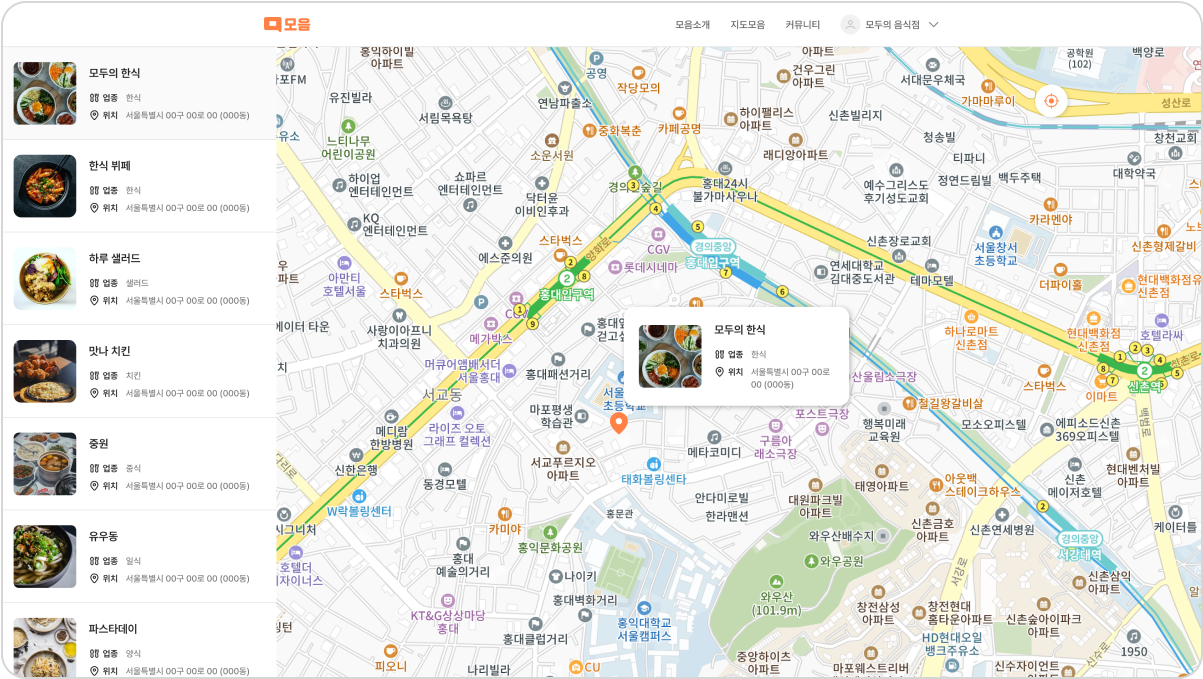 모음
모음소개 지도모음 커뮤니티 모두의 음식점
모두의 한식
업종 한식
위치 서울특별시 00구 00로 00 (000동)
한식 뷔페
업종 한식
위치 서울특별시 00구 00로 00 (000동)
하루 샐러드
업종 샐러드
위치 서울특별시 00구 00로 00 (000동)
맛나 치킨
업종 치킨
위치 서울특별시 00구 00로 00 (000동)
중원
업종 중식
위치 서울특별시 00구 00로 00 (000동)
유우동
업종 일식
위치 서울특별시 00구 00로 00 (000동)
파스타데이
업종 양식
위치 서울특별시 00구 00로 00 (000동)
홍익하이빌
아파트
포FM
유진빌라
서림목욕탕
느티나무
어린이공원
P
공영
작당모의
연남파출소
중화복춘
카페공명
소운서원
아파트
건우그린
아파트
하이팰리스
아파트
신촌빌리지
래디앙아파트
서대문우체국
가마마루이
공학원
(102)
백양로
성산로
창천교회
청송빌
티파니
대학약국
하이업
엔터테인먼트
쇼파르
엔터테인먼트
닥터윤
이비인후과
KQ
엔터테인먼트
에스준의원
스타벅스
양화로
홍태24시
불가마사우나
예수그리스도
후기성도교회
정연드림빌
백두주택
카라멘야
신촌장로교회
서울창서
초등학교
신촌형제갈비
아만티
호텔서울
스타벅스
P
CGV
롯데시네마
경의중앙
홍대입구역
2
홍대입구역
연세대학교
김대중도서관
테마모텔
더파이홀
현대백화점
신촌점
사랑이아프니
치과의원
메가박스
머큐어앰배서더
서울홍대
홍대패션거리
하나로마트
신촌점
현대백화점
신촌점
호텔라싸
스타벅스
이마트
2
신촌역
신촌로
모두의 한식
업종 한식
위치 서울특별시 00구 00로
00 (000동)
산울림소극장
포스트극장
서교동
라이즈 오토
그래프 컬렉션
마포평생
학습관
초등학교
메디람
한방병원
신한은행
동경모텔
서교푸르지오
아파트
태화볼링센타
메타코미디
구름아
래소극장
행복미래
교육원
철길왕갈비살
모소오피스텔
에피소드신촌
369오피스텔
백범로
W락볼링센터
카미야
홍문관
안다미로빌
한라맨션
대원파크빌
아파트
태영아파트
아웃백
스테이크하우스
신촌
메이저호텔
현대벤처빌
아파트
케이터틀
홍대
예술의거리
홍익문화공원
나이키
홍대벽화거리
와우산배수지
와우공원
신촌금호
아파트
신촌연세병원
경의중앙
서강대역
와우산
(101.9m)
서강로
신촌삼익
아파트
KT&G상상마당
홍대
홍대클럽거리
홍익대학교
서울캠퍼스
창전삼성
아파트
창전현대
홈타운아파트
신촌숲아이파크
아파트
HD현대오일
뱅크주유소
피오니
나리빌라
CU
중앙하이츠
아파트
마포웨스트리버
신수자이언트
아파트
신수로
1950